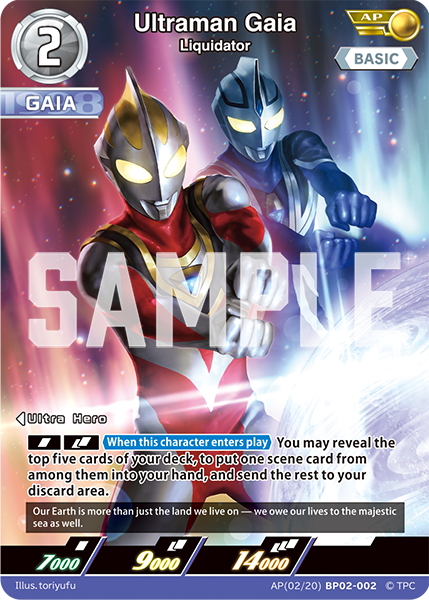 Ultraman Gaia
Liquidator
2
AP
BASIC
1998
GAIA
SAMPLE
Ultra Hero
When this character enters play You may reveal the
top five cards of your deck, to put one scene card from
among them into your hand, and send the rest to your
discard area.
Our Earth is more than just the land we live on — we owe our lives to the majestic
sea as well.
7000 9000 14000
Illus.toriyufu AP(02/20) BP02-002 © TPC